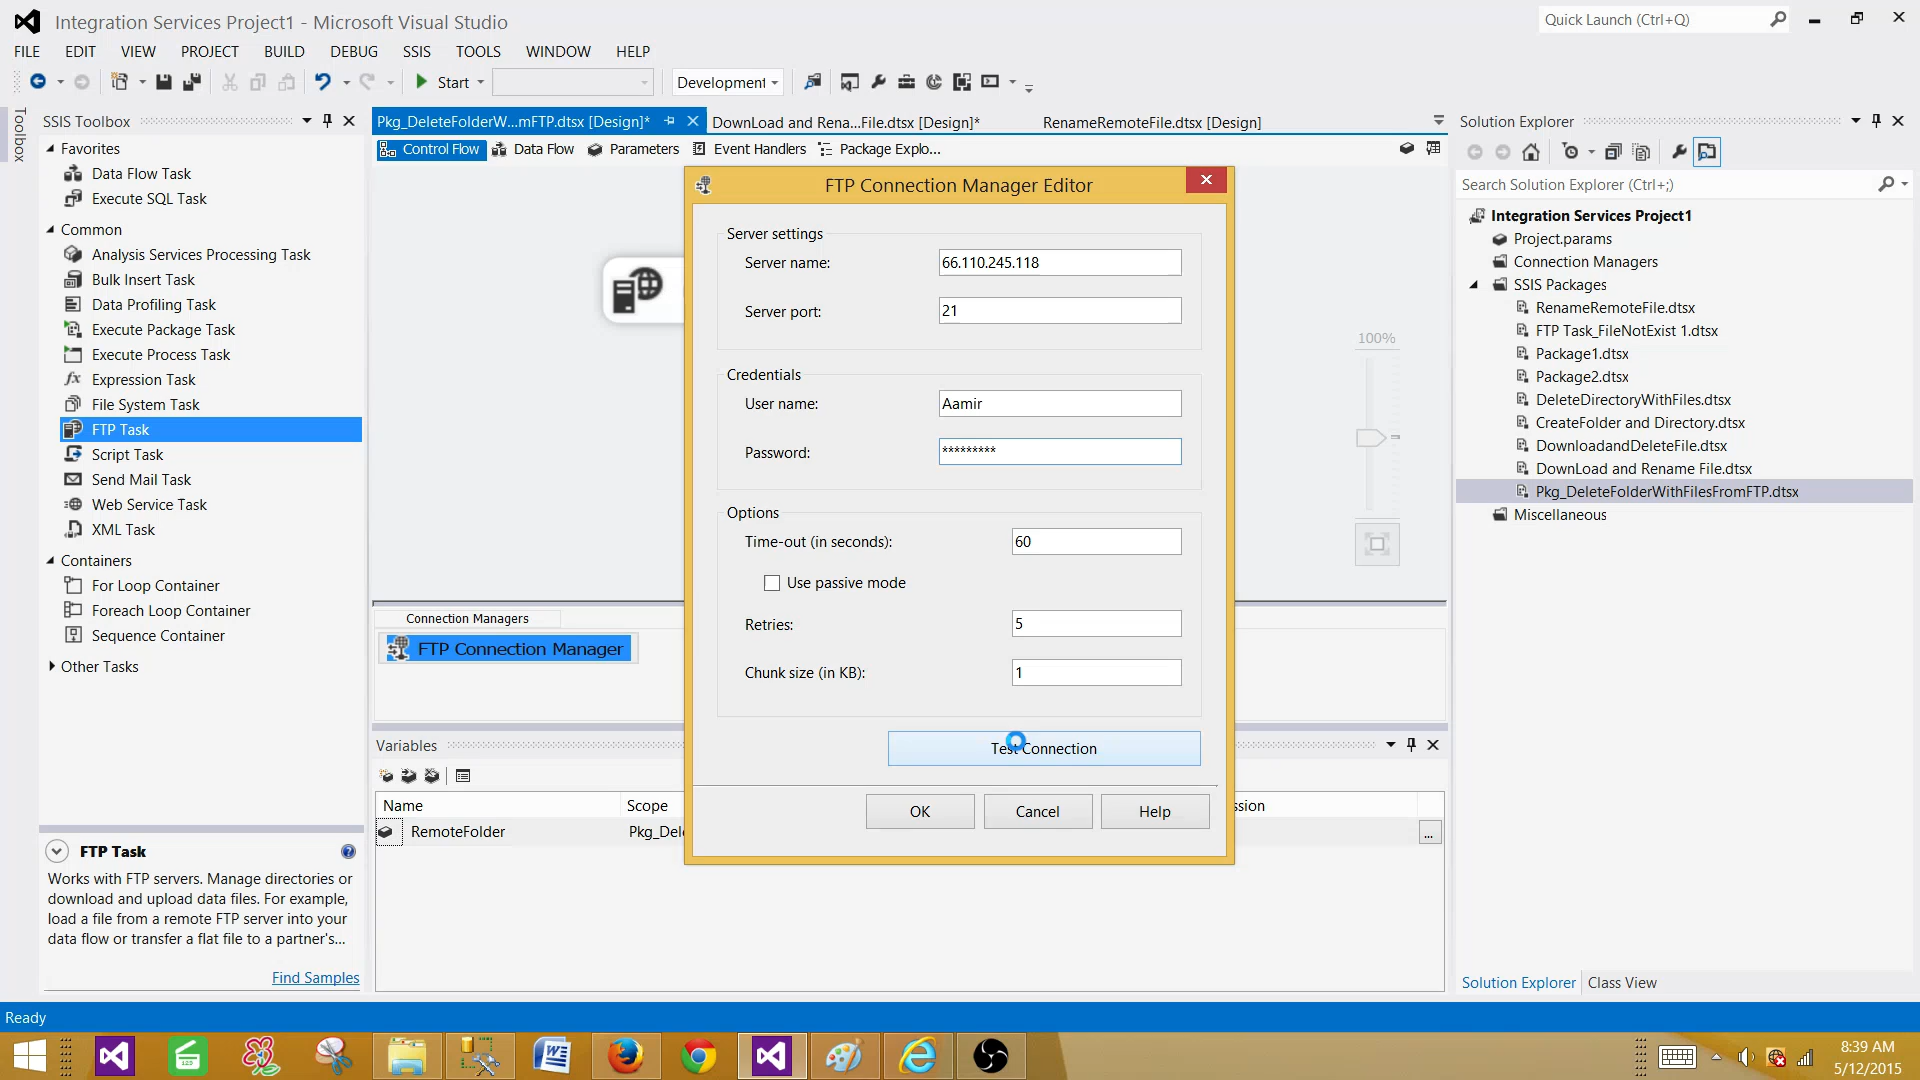 Integration Services Project1 - Microsoft Visual Studio
Quick Launch (Ctrl+Q)
FILE EDIT VIEW PROJECT BUILD DEBUG SSIS TOOLS WINDOW HELP
Start
Development
Toolbox
SSIS Toolbox
Favorites
Data Flow Task
Execute SQL Task
Common
Analysis Services Processing Task
Bulk Insert Task
Data Profiling Task
Execute Package Task
Execute Process Task
Expression Task
File System Task
FTP Task
Script Task
Send Mail Task
Web Service Task
XML Task
Containers
For Loop Container
Foreach Loop Container
Sequence Container
Other Tasks
FTP Task
Works with FTP servers. Manage directories or
download and upload data files. For example,
load a file from a remote FTP server into your
data flow or transfer a flat file to a partner's...
Find Samples
Pkg_DeleteFolderW...mFTP.dtsx [Design]* DownLoad and Rena...File.dtsx [Design]* RenameRemoteFile.dtsx [Design]
Control Flow Data Flow Parameters Event Handlers Package Explo...
100%
Connection Managers
FTP Connection Manager
Variables
Name Scope ssion
RemoteFolder Pkg_Dele
...
FTP Connection Manager Editor
Server settings
Server name: 66.110.245.118
Server port: 21
Credentials
User name: Aamir
Password: *********
Options
Time-out (in seconds): 60
Use passive mode
Retries: 5
Chunk size (in KB): 1
Test Connection
OK Cancel Help
Solution Explorer
Search Solution Explorer (Ctrl+;)
Integration Services Project1
Project.params
Connection Managers
SSIS Packages
RenameRemoteFile.dtsx
FTP Task_FileNotExist 1.dtsx
Package1.dtsx
Package2.dtsx
DeleteDirectoryWithFiles.dtsx
CreateFolder and Directory.dtsx
DownloadandDeleteFile.dtsx
DownLoad and Rename File.dtsx
Pkg_DeleteFolderWithFilesFromFTP.dtsx
Miscellaneous
Solution Explorer Class View
Ready
8:39 AM
5/12/2015